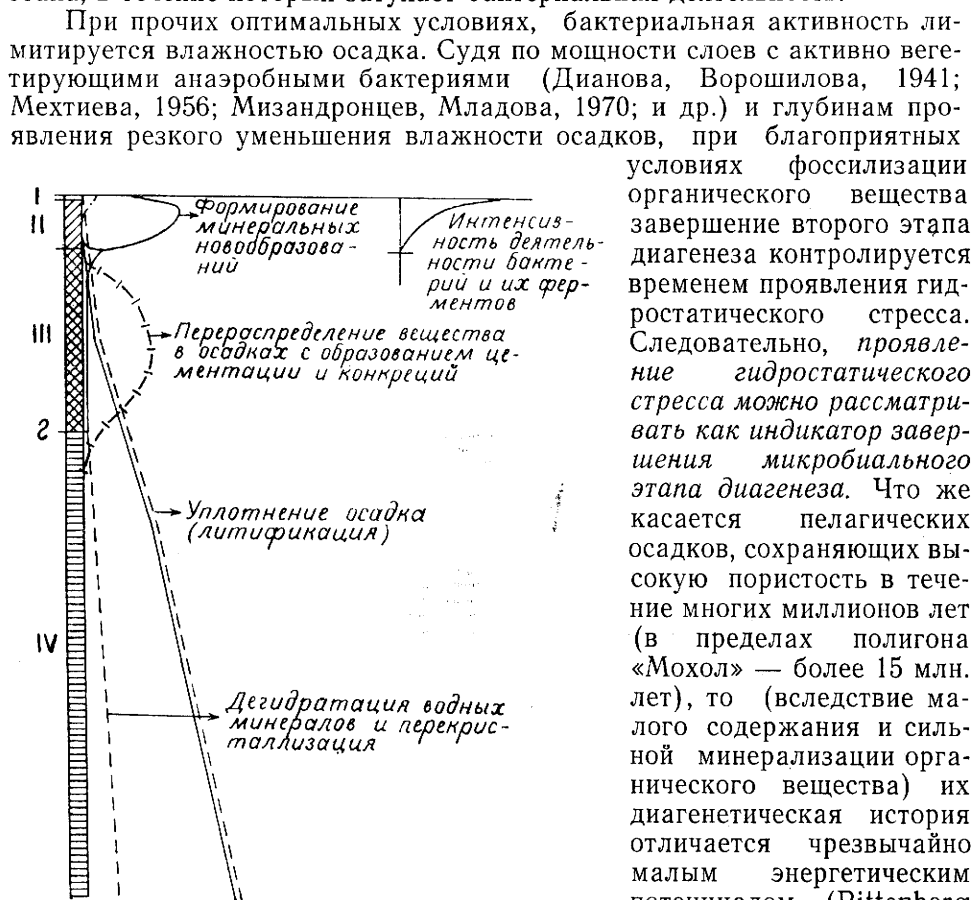 При прочих оптимальных условиях, бактериальная активность ли-
митируется влажностью осадка. Судя по мощности слоев с активно веге-
тирующими анаэробными бактериями (Дианова, Ворошилова, 1941;
Мехтиева, 1956; Мизандронцев, Младова, 1970; и др.) и глубинам про-
явления резкого уменьшения влажности осадков, при благоприятных
условиях фоссилизации
органического вещества
завершение второго этапа
диагенеза контролируется
временем проявления гид-
ростатического стресса.
Следовательно, проявле-
ние гидростатического
стресса можно рассматри-
вать как индикатор завер-
шения микробиального
этапа диагенеза. Что же
касается пелагических
осадков, сохраняющих вы-
сокую пористость в тече-
ние многих миллионов лет
(в пределах полигона
«Мохол» — более 15 млн.
лет), то (вследствие ма-
лого содержания и силь-
ной минерализации орга-
нического вещества) их
диагенетическая история
отличается чрезвычайно
малым энергетическим
потенциалом (Rittenberg
I
II
III
2
IV
Формирование
минеральных
новообразова-
ний
Интенсив-
ность деятель-
ности бакте-
рий и их фер-
ментов
Перераспределение вещества
в осадках с образованием це-
ментации и конкреций
Уплотнение осадка
(литификация)
Дегидратация водных
минералов и перекрис-
таллизация